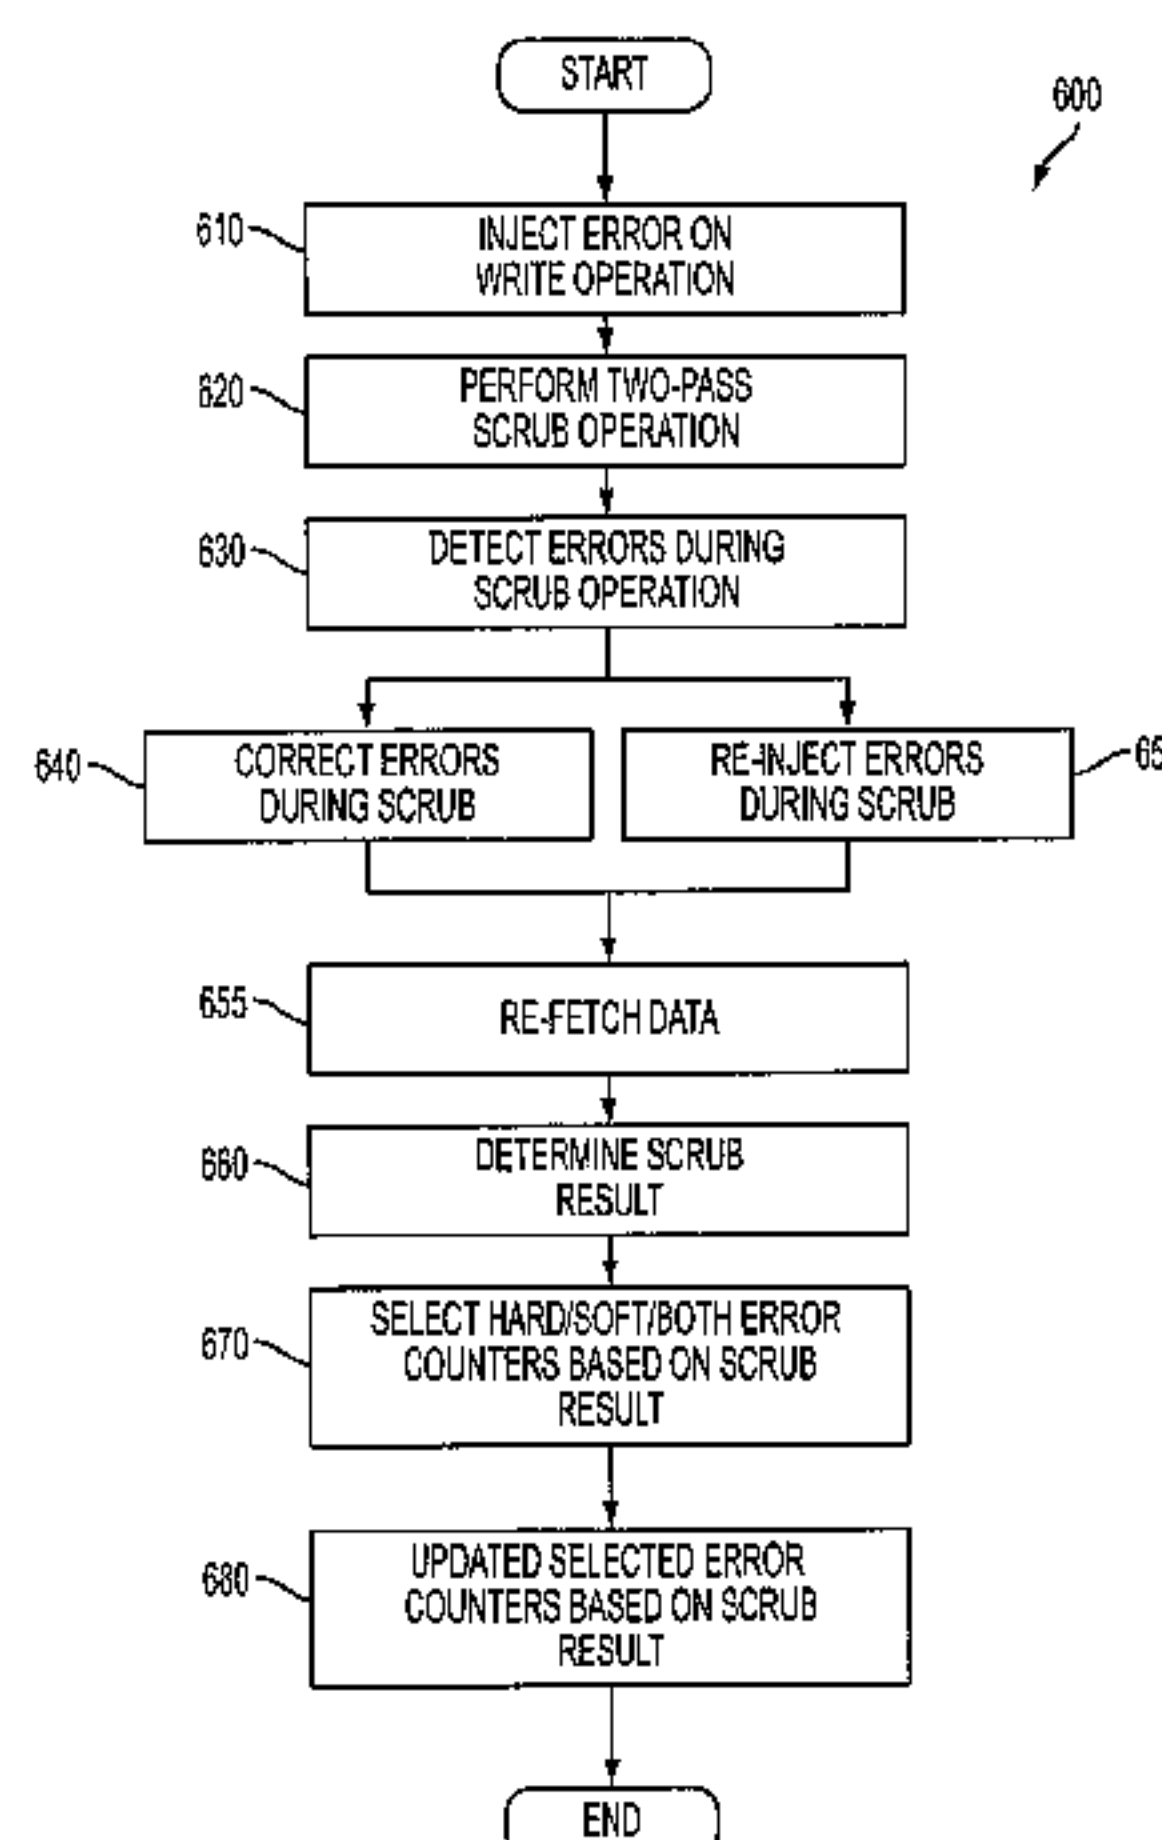 START
600
610
INJECT ERROR ON
WRITE OPERATION
620
PERFORM TWO-PASS
SCRUB OPERATION
630
DETECT ERRORS DURING
SCRUB OPERATION
640
CORRECT ERRORS
DURING SCRUB
RE-INJECT ERRORS
DURING SCRUB
65
655
RE-FETCH DATA
660
DETERMINE SCRUB
RESULT
670
SELECT HARD/SOFT/BOTH ERROR
COUNTERS BASED ON SCRUB
RESULT
680
UPDATED SELECTED ERROR
COUNTERS BASED ON SCRUB
RESULT
END